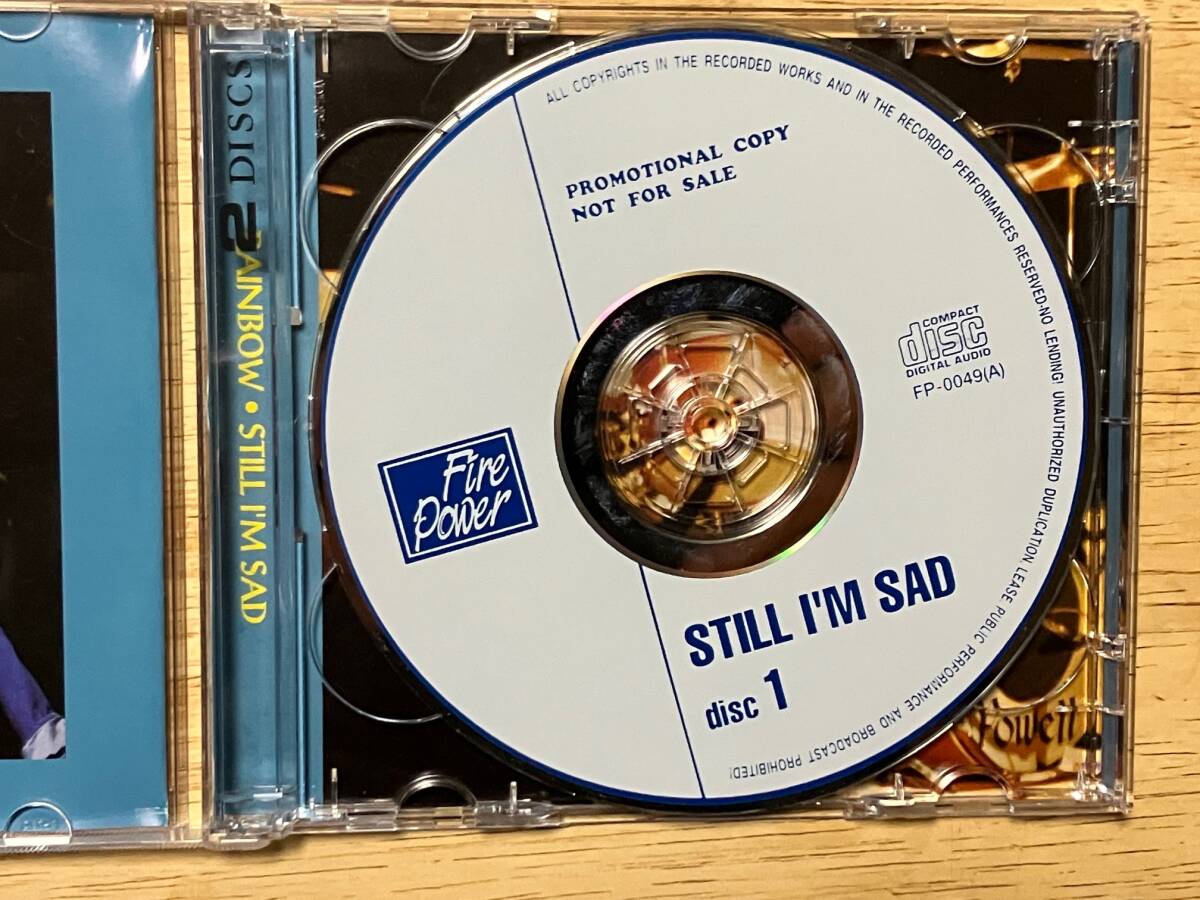 2 DISCS
RAINBOW • STILL I'M SAD
ALL COPYRIGHTS IN THE RECORDED WORKS AND IN THE RECORDED PERFORMANCES RESERVED-NO LENDING! UNAUTHORIZED DUPLICATION, LEASE PUBLIC PERFORMANCE AND BROADCAST PROHIBITED!
PROMOTIONAL COPY
NOT FOR SALE
COMPACT
disc
DIGITAL AUDIO
FP-0049(A)
Fire
Power
STILL I'M SAD
disc 1
Powell